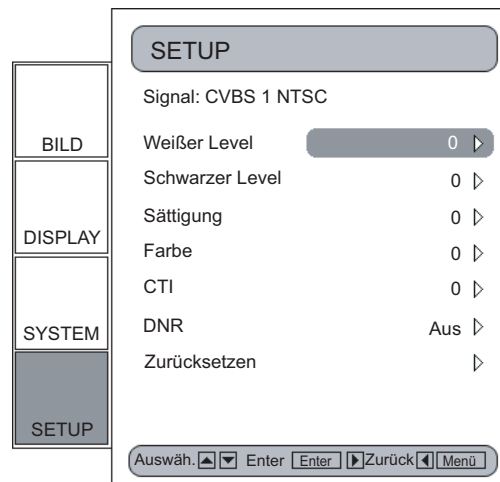 SETUP
Signal: CVBS 1 NTSC
BILD
DISPLAY
SYSTEM
SETUP
Weißer Level 0
Schwarzer Level 0
Sättigung 0
Farbe 0
CTI 0
DNR Aus
Zurücksetzen
Auswäh. Enter Enter Zurück Menü